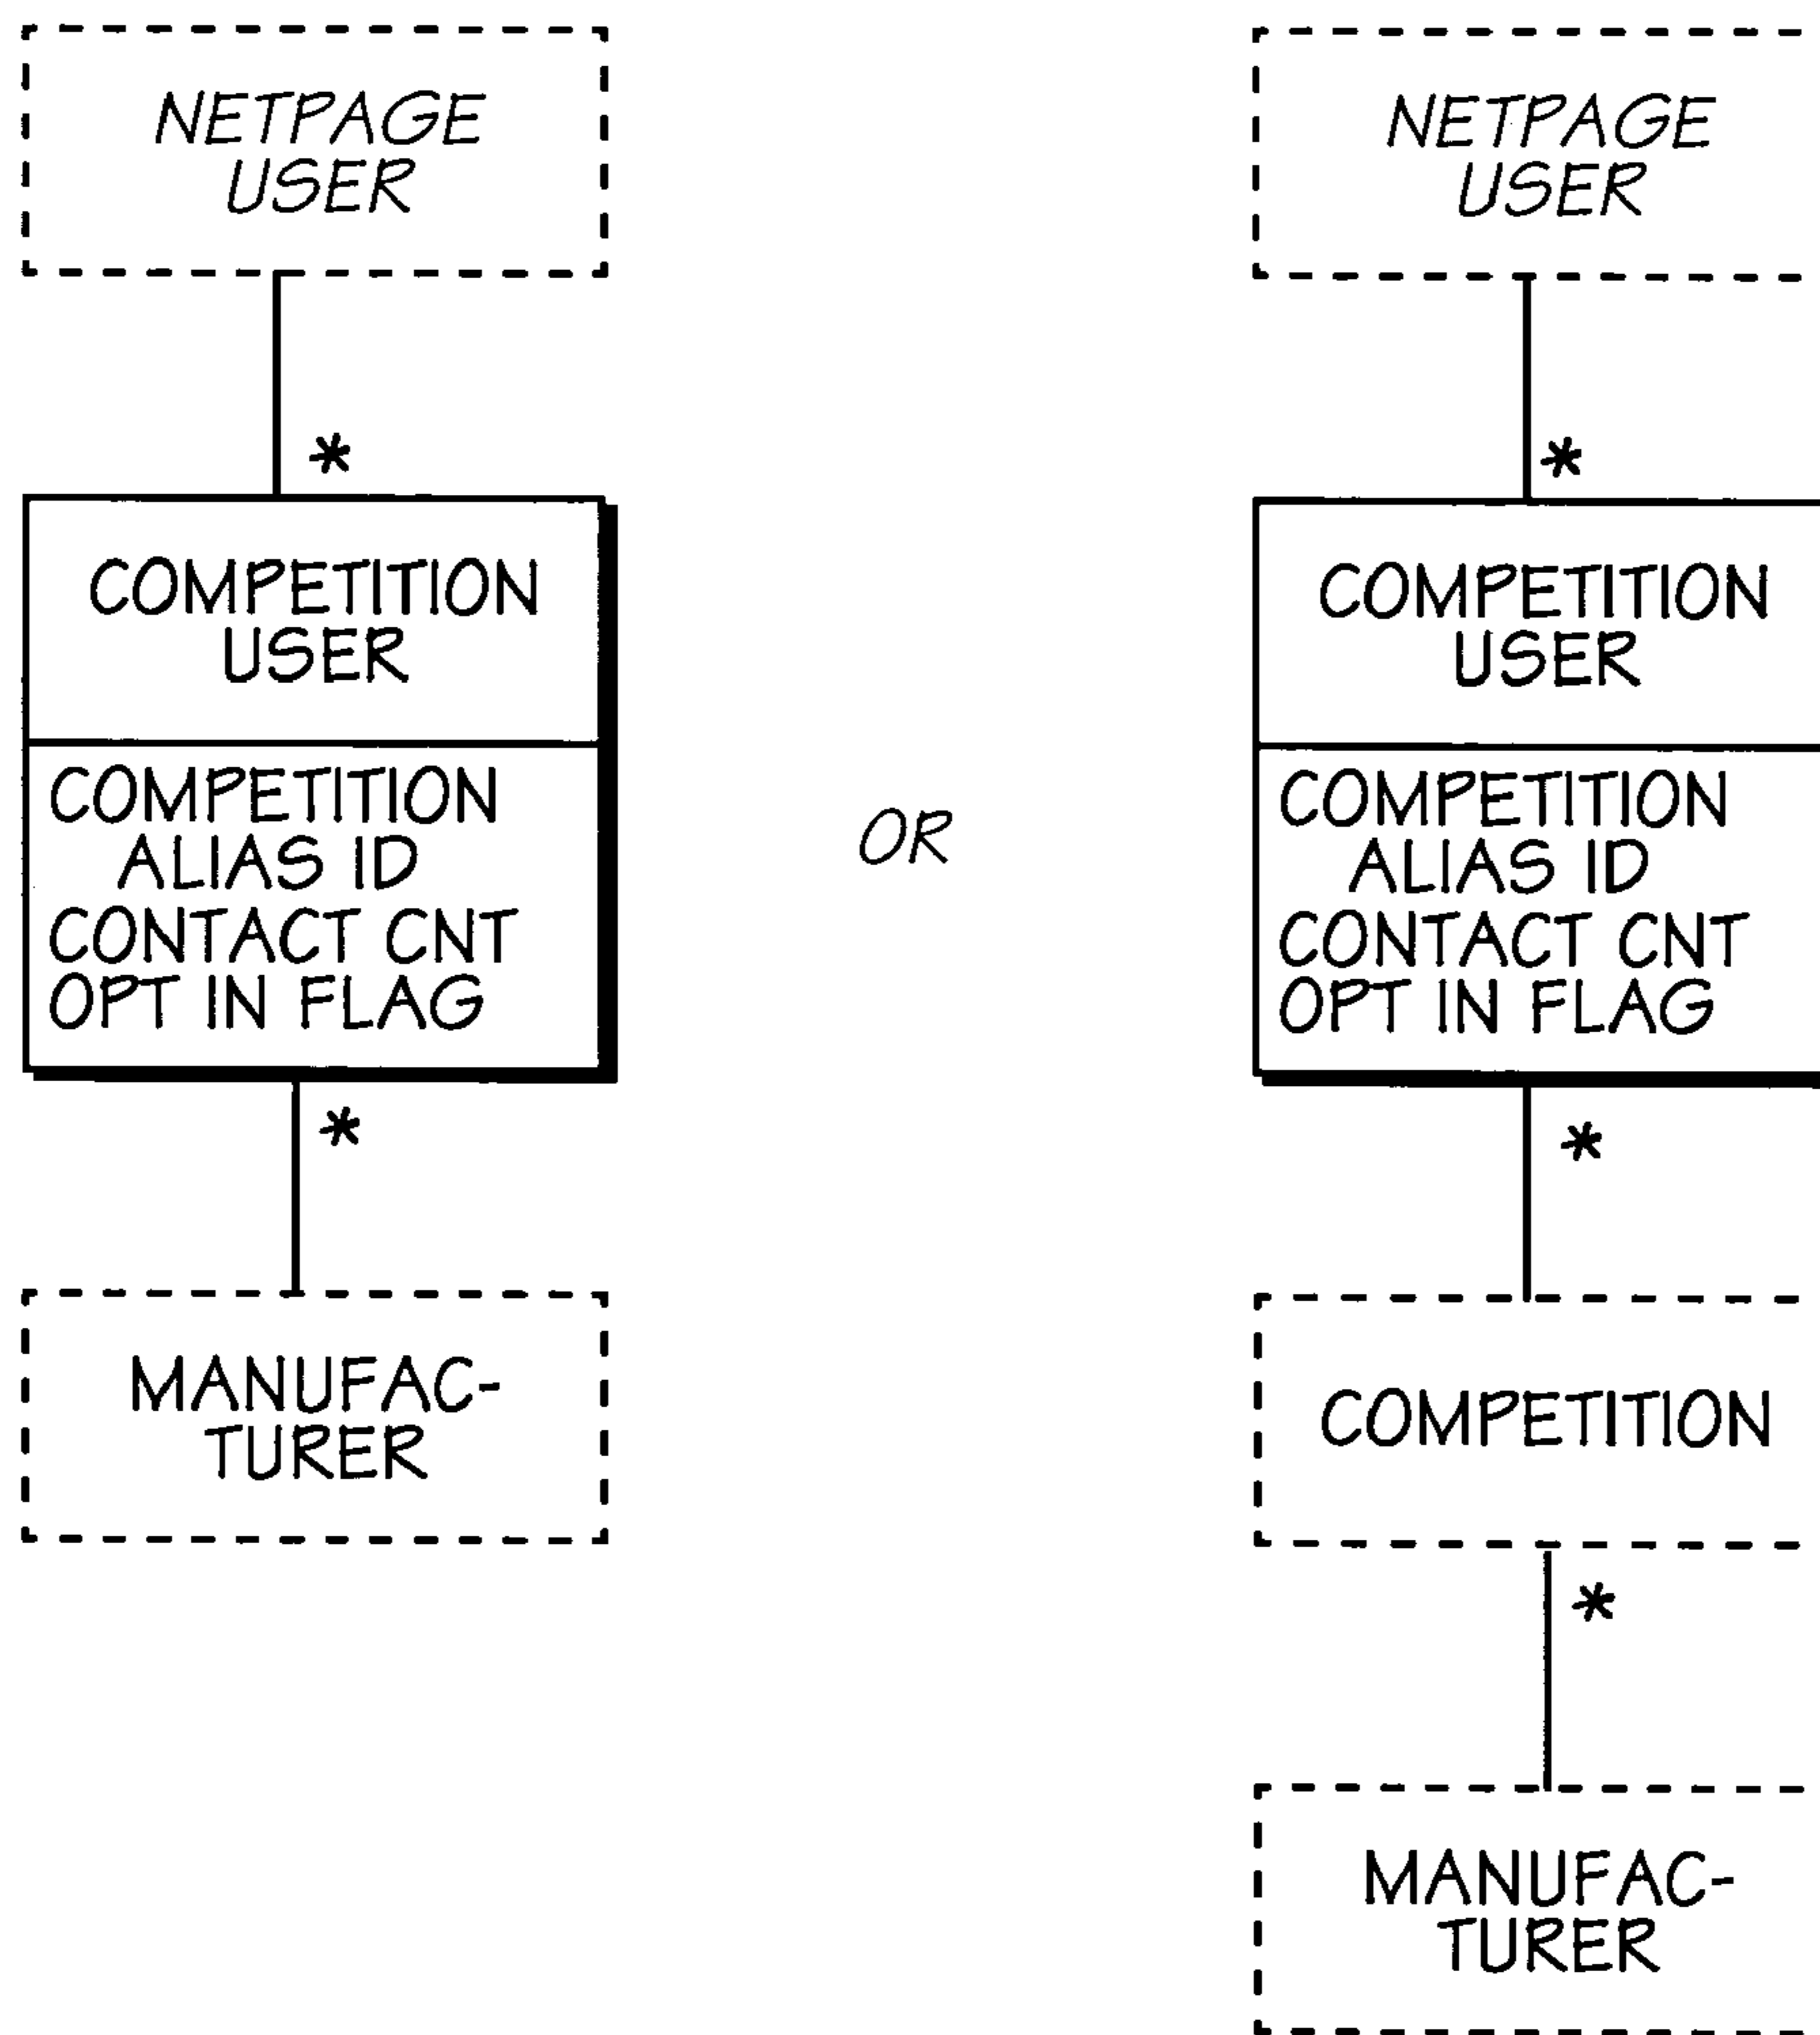 NETPAGE
USER
*
COMPETITION
USER
COMPETITION
ALIAS ID
CONTACT CNT
OPT IN FLAG
*
MANUFAC-
TURER
OR
NETPAGE
USER
*
COMPETITION
USER
COMPETITION
ALIAS ID
CONTACT CNT
OPT IN FLAG
*
COMPETITION
*
MANUFAC-
TURER